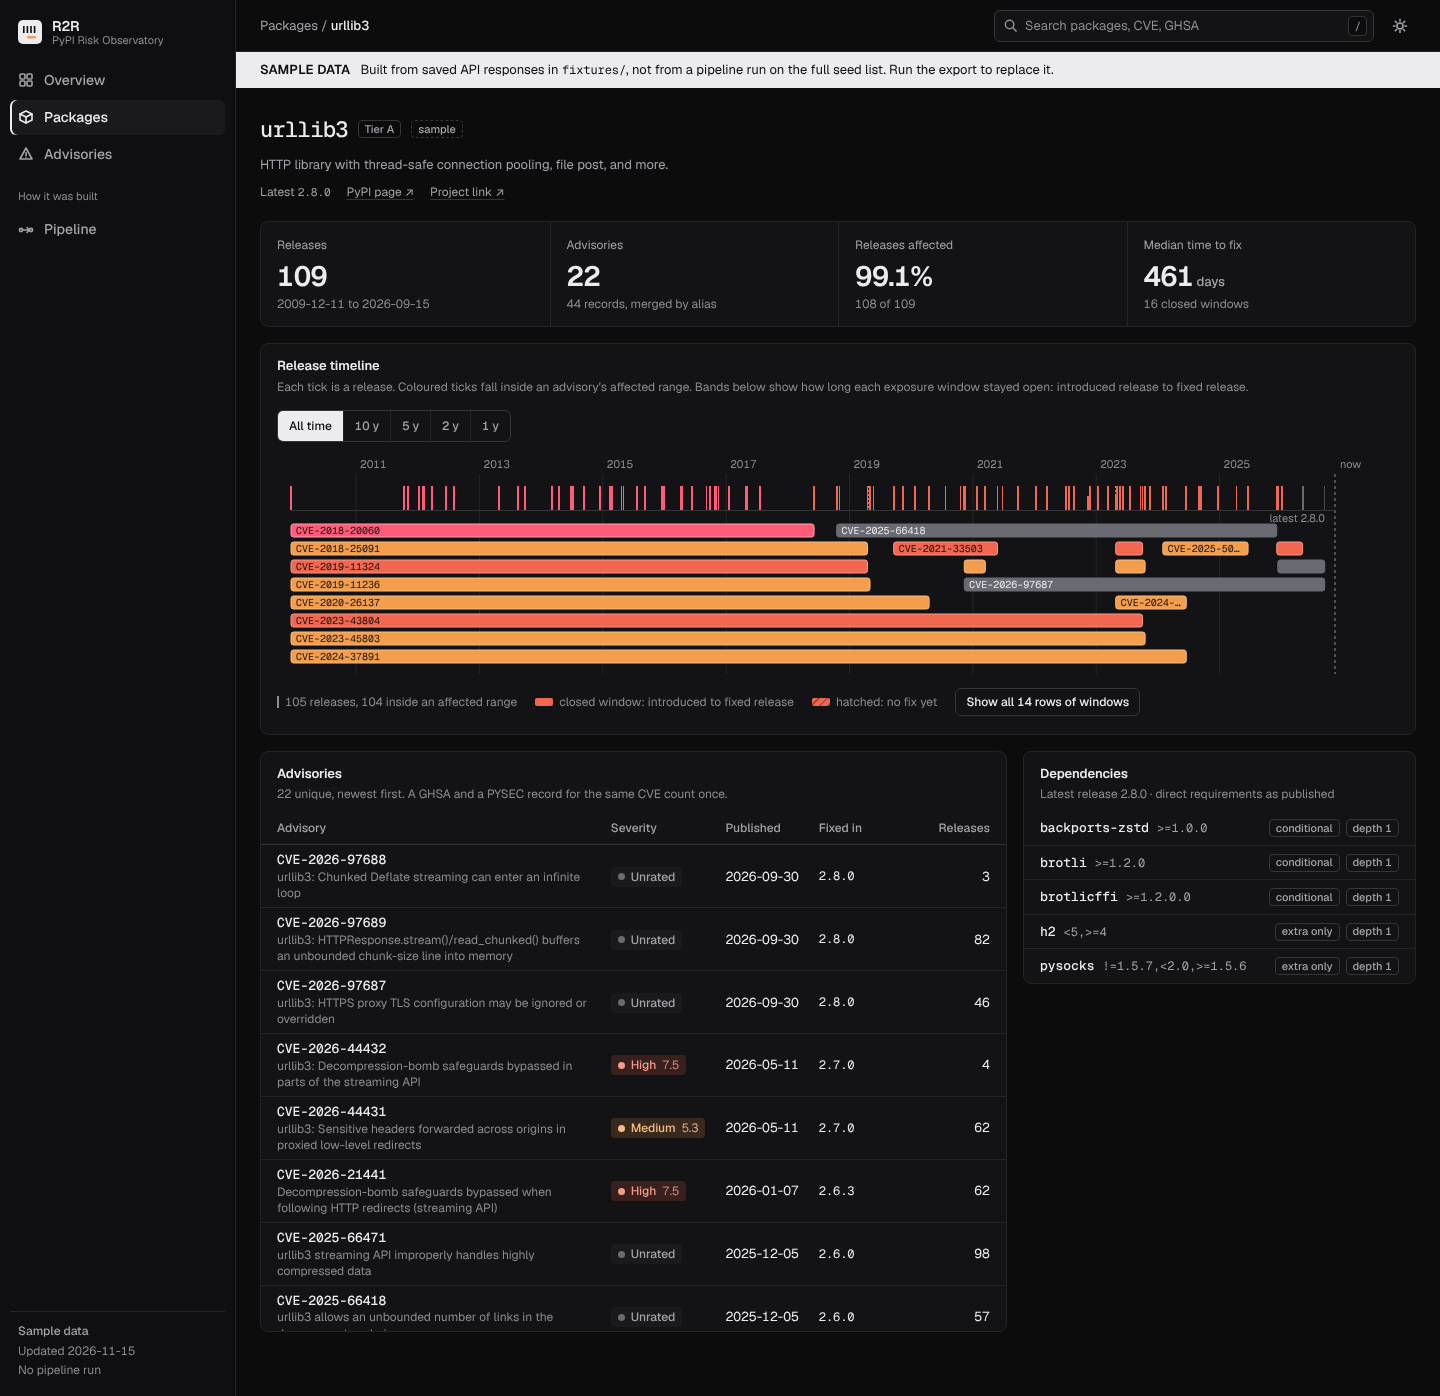 R2R
PyPI Risk Observatory
Overview
Packages
Advisories
How it was built
Pipeline
Sample data
Updated 2026-11-15
No pipeline run
Packages / urllib3
Search packages, CVE, GHSA
/
SAMPLE DATA Built from saved API responses in fixtures/, not from a pipeline run on the full seed list. Run the export to replace it.
urllib3 Tier A sample
HTTP library with thread-safe connection pooling, file post, and more.
Latest 2.8.0 PyPI page ↗ Project link ↗
Releases
109
2009-12-11 to 2026-09-15
Advisories
22
44 records, merged by alias
Releases affected
99.1%
108 of 109
Median time to fix
461 days
16 closed windows
Release timeline
Each tick is a release. Coloured ticks fall inside an advisory's affected range. Bands below show how long each exposure window stayed open: introduced release to fixed release.
All time 10 y 5 y 2 y 1 y
2011 2013 2015 2017 2019 2021 2023 2025 now
latest 2.8.0
CVE-2018-20060 CVE-2025-66418
CVE-2018-25091 CVE-2021-33503 CVE-2025-50…
CVE-2019-11324
CVE-2019-11236 CVE-2026-97687
CVE-2020-26137 CVE-2024-…
CVE-2023-43804
CVE-2023-45803
CVE-2024-37891
105 releases, 104 inside an affected range closed window: introduced to fixed release hatched: no fix yet Show all 14 rows of windows
Advisories
22 unique, newest first. A GHSA and a PYSEC record for the same CVE count once.
Advisory Severity Published Fixed in Releases
CVE-2026-97688
urllib3: Chunked Deflate streaming can enter an infinite
loop
Unrated 2026-09-30 2.8.0 3
CVE-2026-97689
urllib3: HTTPResponse.stream()/read_chunked() buffers
an unbounded chunk-size line into memory
Unrated 2026-09-30 2.8.0 82
CVE-2026-97687
urllib3: HTTPS proxy TLS configuration may be ignored or
overridden
Unrated 2026-09-30 2.8.0 46
CVE-2026-44432
urllib3: Decompression-bomb safeguards bypassed in
parts of the streaming API
High 7.5 2026-05-11 2.7.0 4
CVE-2026-44431
urllib3: Sensitive headers forwarded across origins in
proxied low-level redirects
Medium 5.3 2026-05-11 2.7.0 62
CVE-2026-21441
Decompression-bomb safeguards bypassed when
following HTTP redirects (streaming API)
High 7.5 2026-01-07 2.6.3 62
CVE-2025-66471
urllib3 streaming API improperly handles highly
compressed data
Unrated 2025-12-05 2.6.0 98
CVE-2025-66418
urllib3 allows an unbounded number of links in the
Unrated 2025-12-05 2.6.0 57
Dependencies
Latest release 2.8.0 · direct requirements as published
backports-zstd >=1.0.0 conditional depth 1
brotli >=1.2.0 conditional depth 1
brotlicffi >=1.2.0.0 conditional depth 1
h2 <5,>=4 extra only depth 1
pysocks !=1.5.7,<2.0,>=1.5.6 extra only depth 1